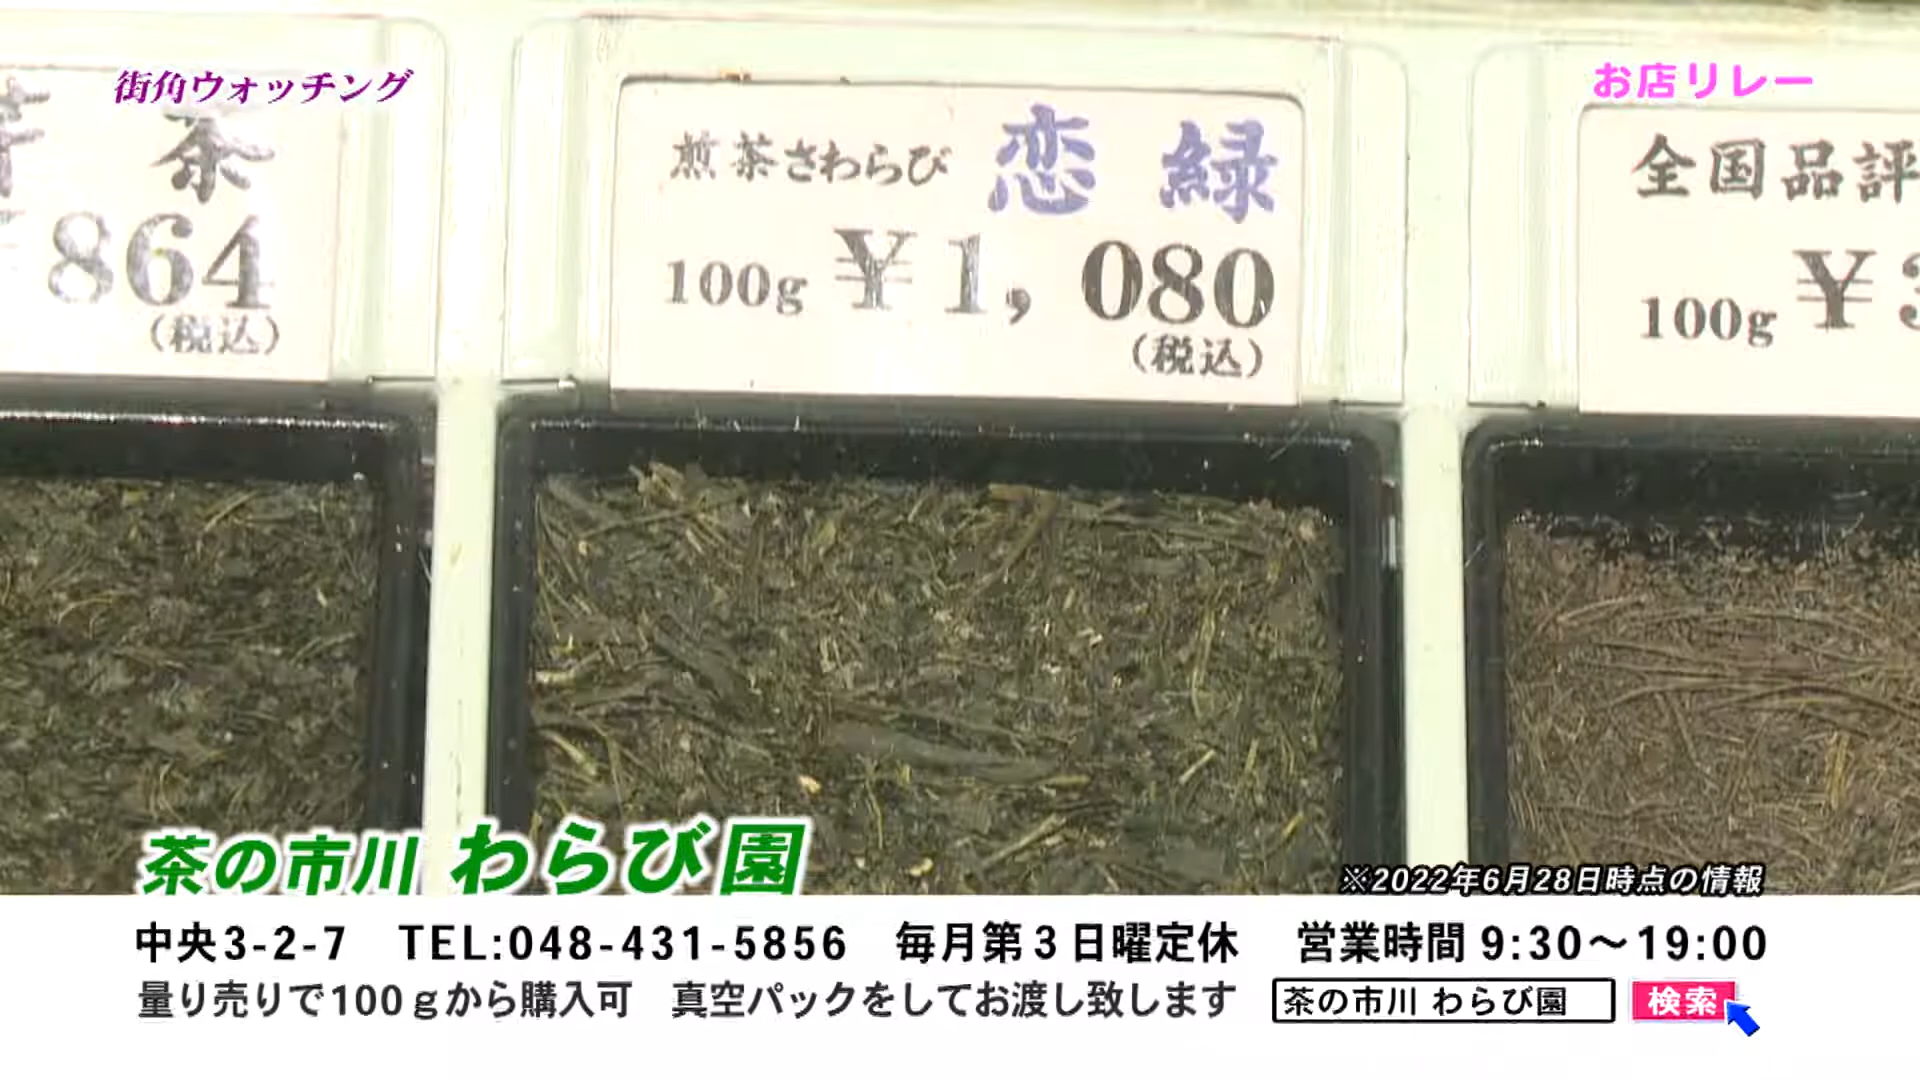 街角ウォッチング
お店リレー
茶
¥864
(税込)
煎茶さわらび 恋緑
100g ¥1,080
(税込)
全国品評
100g ¥3
茶の市川 わらび園
※2022年6月28日時点の情報
中央3-2-7 TEL:048-431-5856 毎月第3日曜定休 営業時間 9:30〜19:00
量り売りで100gから購入可 真空パックをしてお渡し致します
茶の市川 わらび園 検索